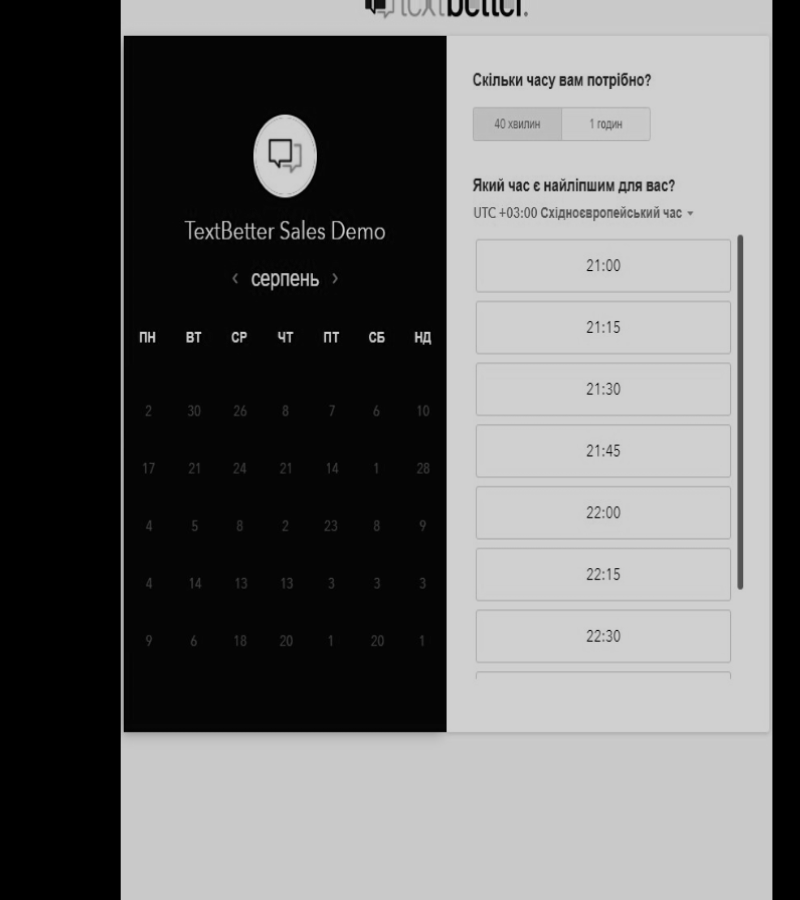 textbetter.
TextBetter Sales Demo
‹ серпень ›
ПН ВТ СР ЧТ ПТ СБ НД
2 30 26 8 7 6 10
17 21 24 21 14 1 28
4 5 8 2 23 8 9
4 14 13 13 3 3 3
9 6 18 20 1 20 1
Скільки часу вам потрібно?
40 хвилин 1 годин
Який час є найліпшим для вас?
UTC +03:00 Східноєвропейський час
21:00
21:15
21:30
21:45
22:00
22:15
22:30